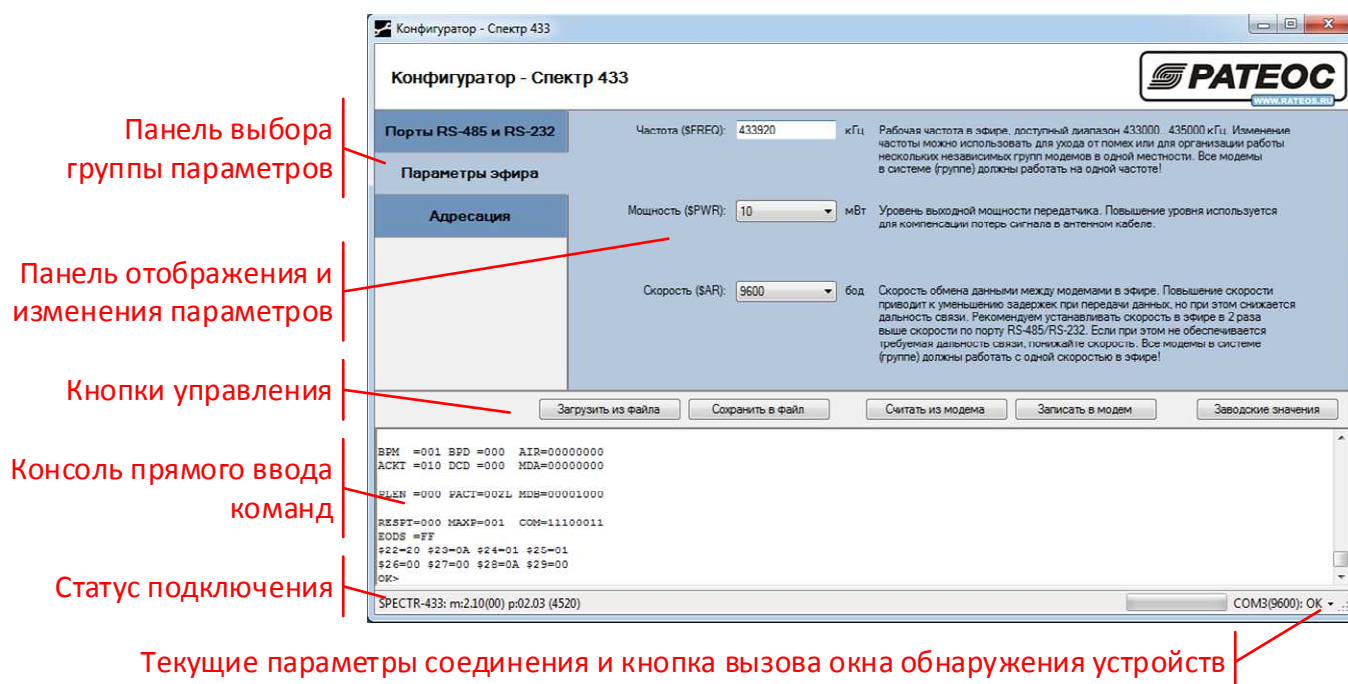 Конфигуратор - Спектр 433
Конфигуратор - Спектр 433
РАТЕОС
WWW.RATEOS.RU
Панель выбора
группы параметров
Порты RS-485 и RS-232
Параметры эфира
Адресация
Частота ($FREQ): 433920 кГц
Рабочая частота в эфире, доступный диапазон 433000.. 435000 кГц. Изменение
частоты можно использовать для ухода от помех или для организации работы
нескольких независимых групп модемов в одной местности. Все модемы
в системе (группе) должны работать на одной частоте!
Мощность ($PWR): 10 мВт
Уровень выходной мощности передатчика. Повышение уровня используется
для компенсации потерь сигнала в антенном кабеле.
Панель отображения и
изменения параметров
Скорость ($AR): 9600 бод
Скорость обмена данными между модемами в эфире. Повышение скорости
приводит к уменьшению задержек при передачи данных, но при этом снижается
дальность связи. Рекомендуем устанавливать скорость в эфире в 2 раза
выше скорости по порту RS-485/RS-232. Если при этом не обеспечивается
требуемая дальность связи, понижайте скорость. Все модемы в системе
(группе) должны работать с одной скоростью в эфире!
Кнопки управления
Загрузить из файла Сохранить в файл Считать из модема Записать в модем Заводские значения
Консоль прямого ввода
команд
BPM =001 BPD =000 AIR=00000000
ACKT =010 DCD =000 MDA=00000000
PLEN =000 PACT=002L MDB=00001000
RESPT=000 MAXP=001 COM=11100011
EODS =FF
$22=20 $23=0A $24=01 $25=01
$26=00 $27=00 $28=0A $29=00
OK>
Статус подключения
SPECTR-433: m:2.10(00) p:02.03 (4520)
COM3(9600): OK
Текущие параметры соединения и кнопка вызова окна обнаружения устройств